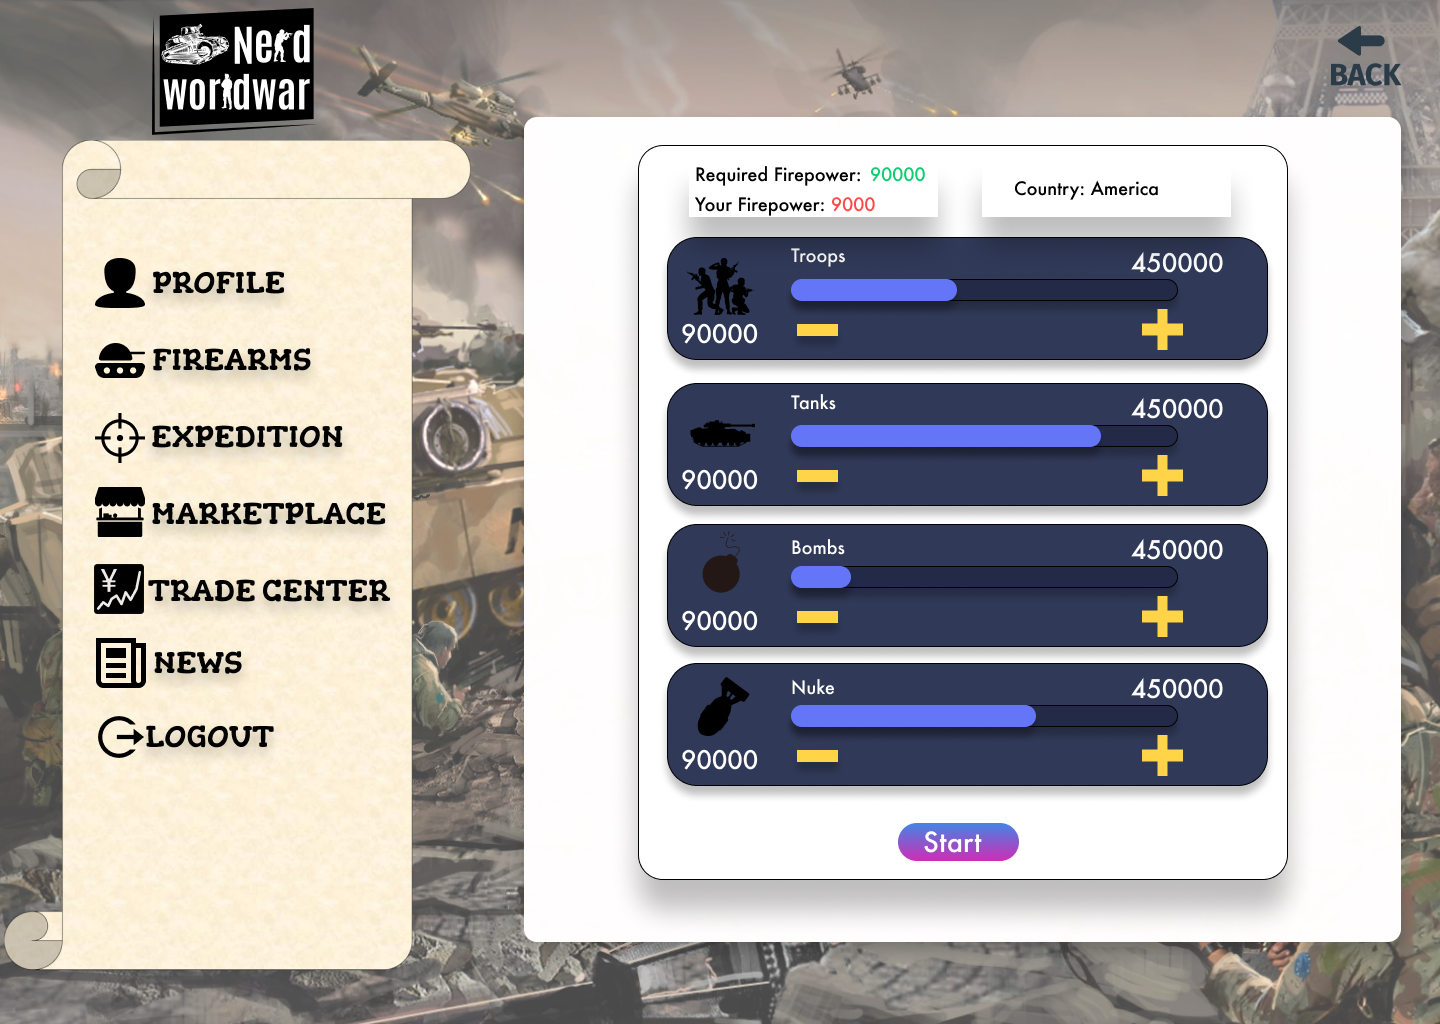 Nerd
wordwar
BACK
PROFILE
FIREARMS
EXPEDITION
MARKETPLACE
¥
TRADE CENTER
NEWS
LOGOUT
Required Firepower: 90000
Your Firepower: 9000
Country: America
Troops
450000
90000
Tanks
450000
90000
Bombs
450000
90000
Nuke
450000
90000
Start